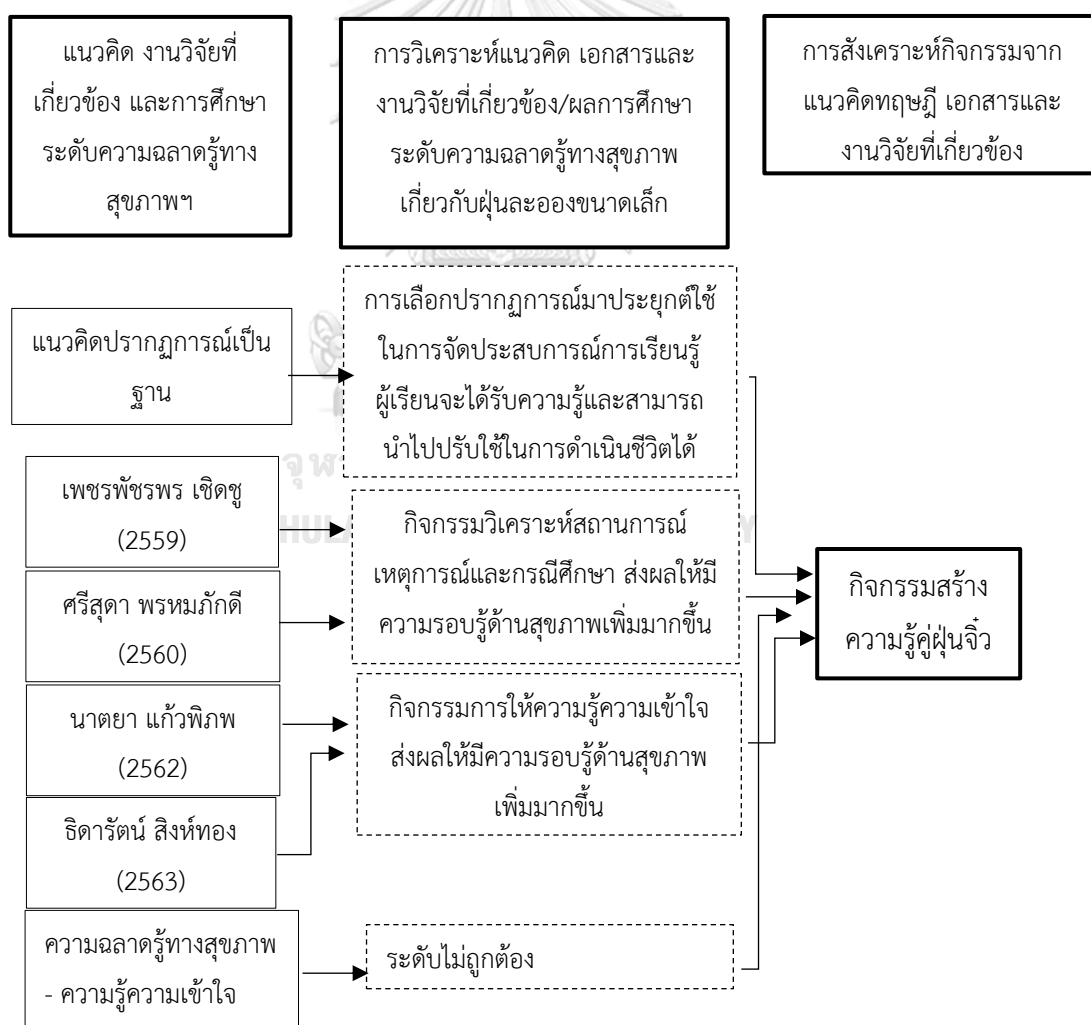 แนวคิด งานวิจัยที่
เกี่ยวข้อง และการศึกษา
ระดับความฉลาดรู้ทาง
สุขภาพฯ
การวิเคราะห์แนวคิด เอกสารและ
งานวิจัยที่เกี่ยวข้อง/ผลการศึกษา
ระดับความฉลาดรู้ทางสุขภาพ
เกี่ยวกับฝุ่นละอองขนาดเล็ก
การสังเคราะห์กิจกรรมจาก
แนวคิดทฤษฎี เอกสารและ
งานวิจัยที่เกี่ยวข้อง
แนวคิดปรากฏการณ์เป็น
ฐาน
การเลือกปรากฏการณ์มาประยุกต์ใช้
ในการจัดประสบการณ์การเรียนรู้
ผู้เรียนจะได้รับความรู้และสามารถ
นำไปปรับใช้ในการดำเนินชีวิตได้
เพชรพัชรพร เชิดชู
(2559)
ศรีสุดา พรหมภักดี
(2560)
กิจกรรมวิเคราะห์สถานการณ์
เหตุการณ์และกรณีศึกษา ส่งผลให้มี
ความรอบรู้ด้านสุขภาพเพิ่มมากขึ้น
นาตยา แก้วพิภพ
(2562)
ธิดารัตน์ สิงห์ทอง
(2563)
กิจกรรมการให้ความรู้ความเข้าใจ
ส่งผลให้มีความรอบรู้ด้านสุขภาพ
เพิ่มมากขึ้น
ความฉลาดรู้ทางสุขภาพ
- ความรู้ความเข้าใจ
ระดับไม่ถูกต้อง
กิจกรรมสร้าง
ความรู้คู่ฝุ่นจิ๋ว